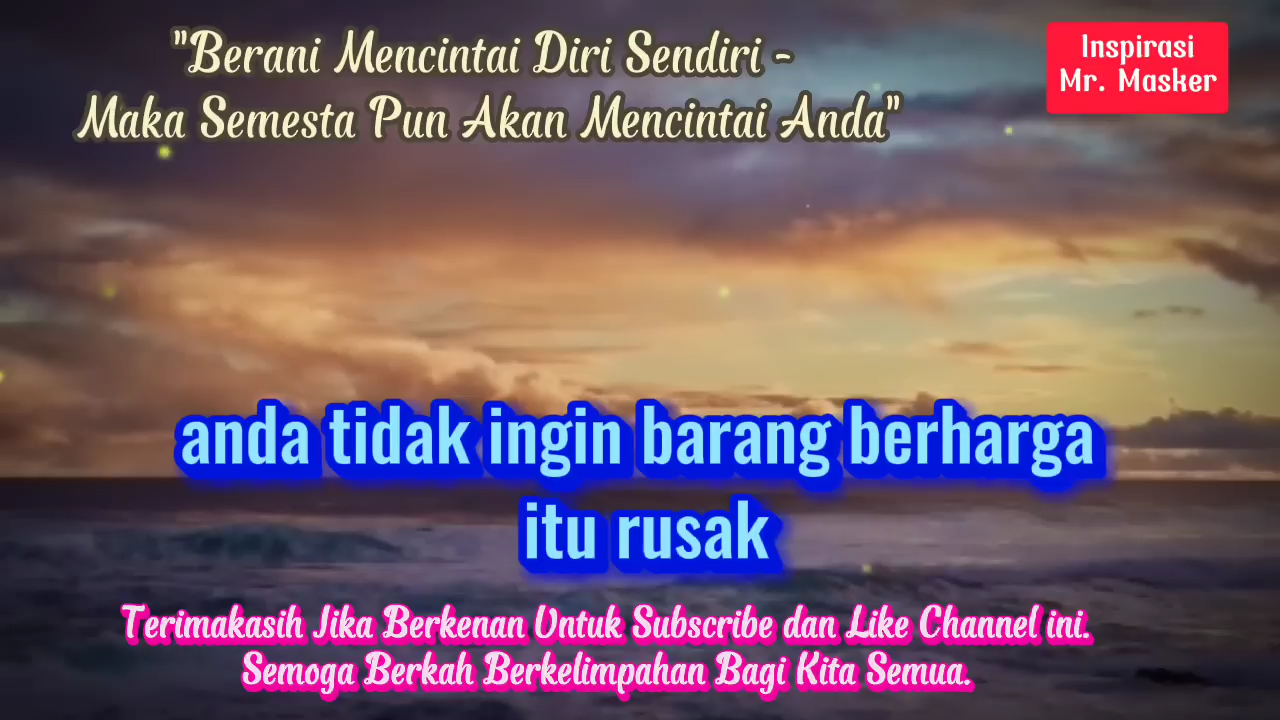 "Berani Mencintai Diri Sendiri -
Maka Semesta Pun Akan Mencintai Anda"
Inspirasi
Mr. Masker
anda tidak ingin barang berharga
itu rusak
Terimakasih Jika Berkenan Untuk Subscribe dan Like Channel ini.
Semoga Berkah Berkelimpahan Bagi Kita Semua.